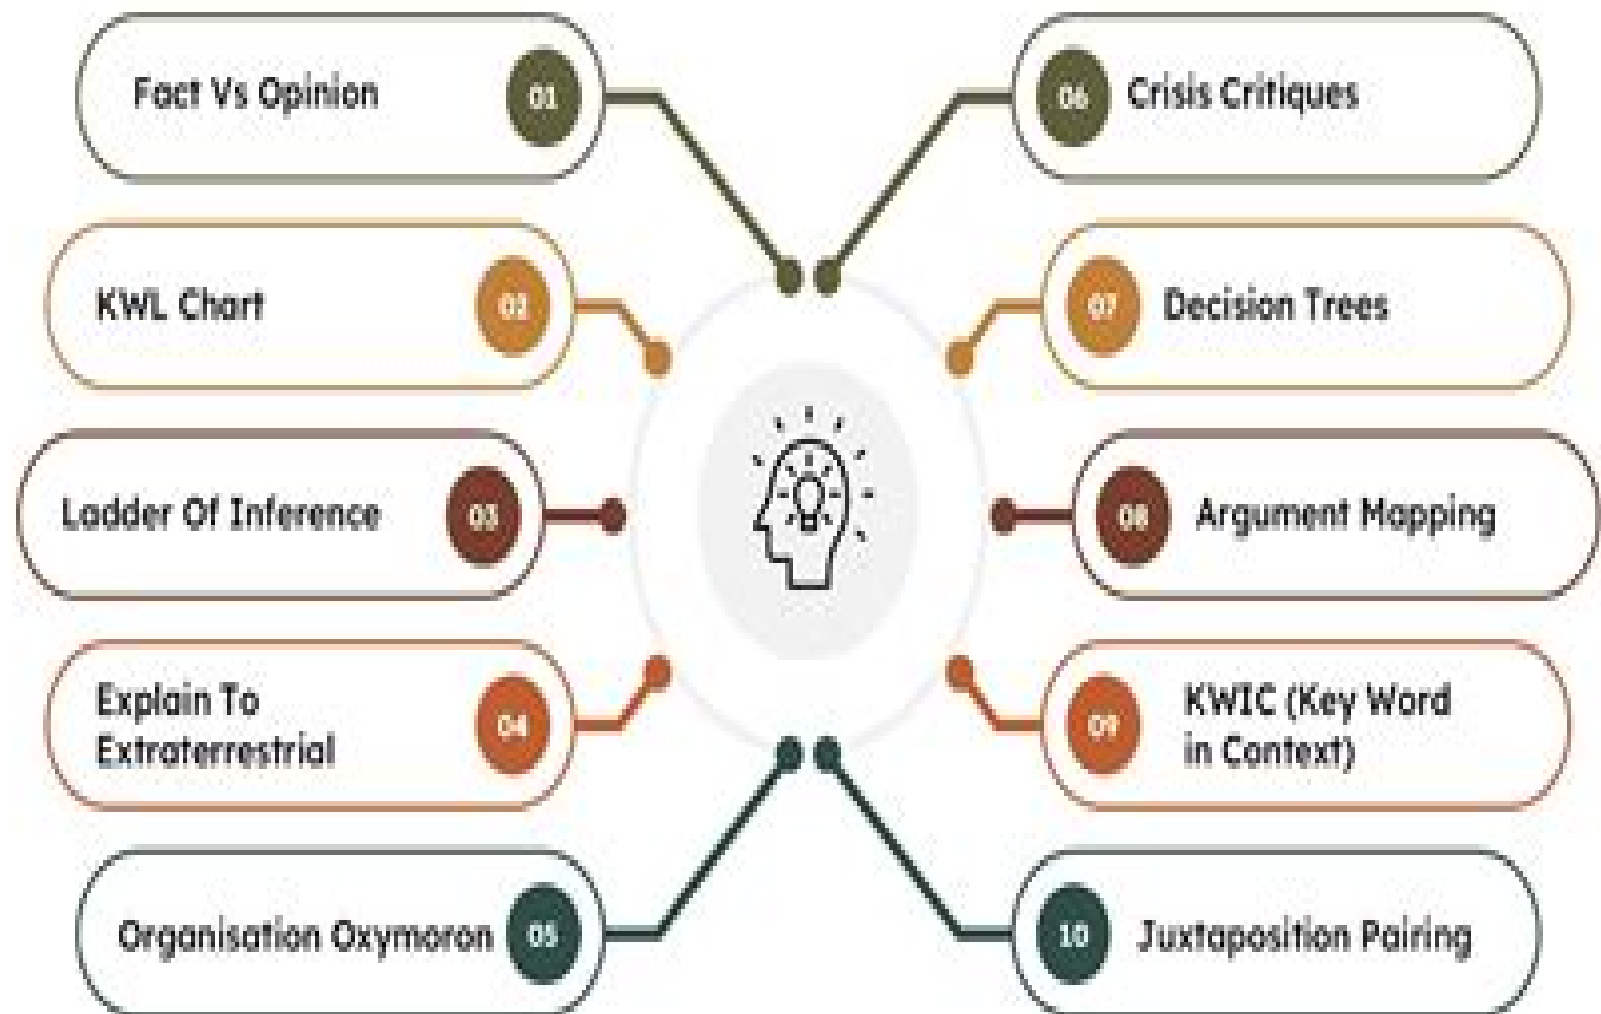 Fact Vs Opinion
01
KWL Chart
02
Ladder Of Inference
03
Explain To
Extraterrestrial
04
Organisation Oxymoron
05
06
Crisis Critiques
07
Decision Trees
08
Argument Mapping
09
KWIC (Key Word
in Context)
10
Juxtaposition Pairing